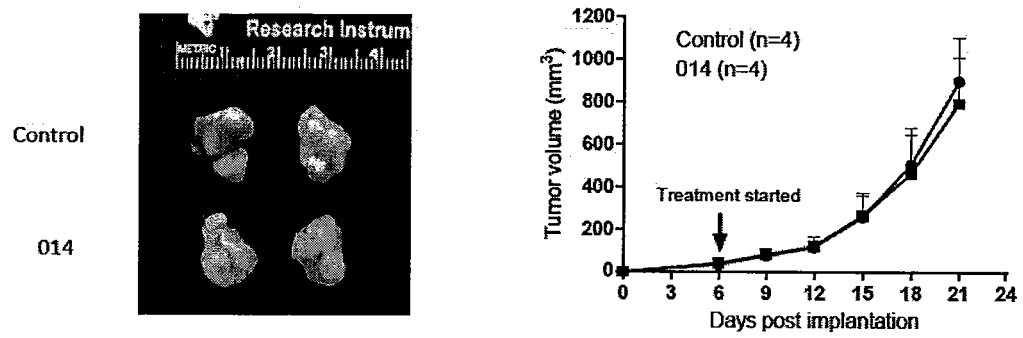 Research Instrum
METRIC 1 2 3 4
Control
014
Tumor volume (mm³)
1200
1000
800
600
400
200
0
Control (n=4)
014 (n=4)
Treatment started
0 3 6 9 12 15 18 21 24
Days post implantation